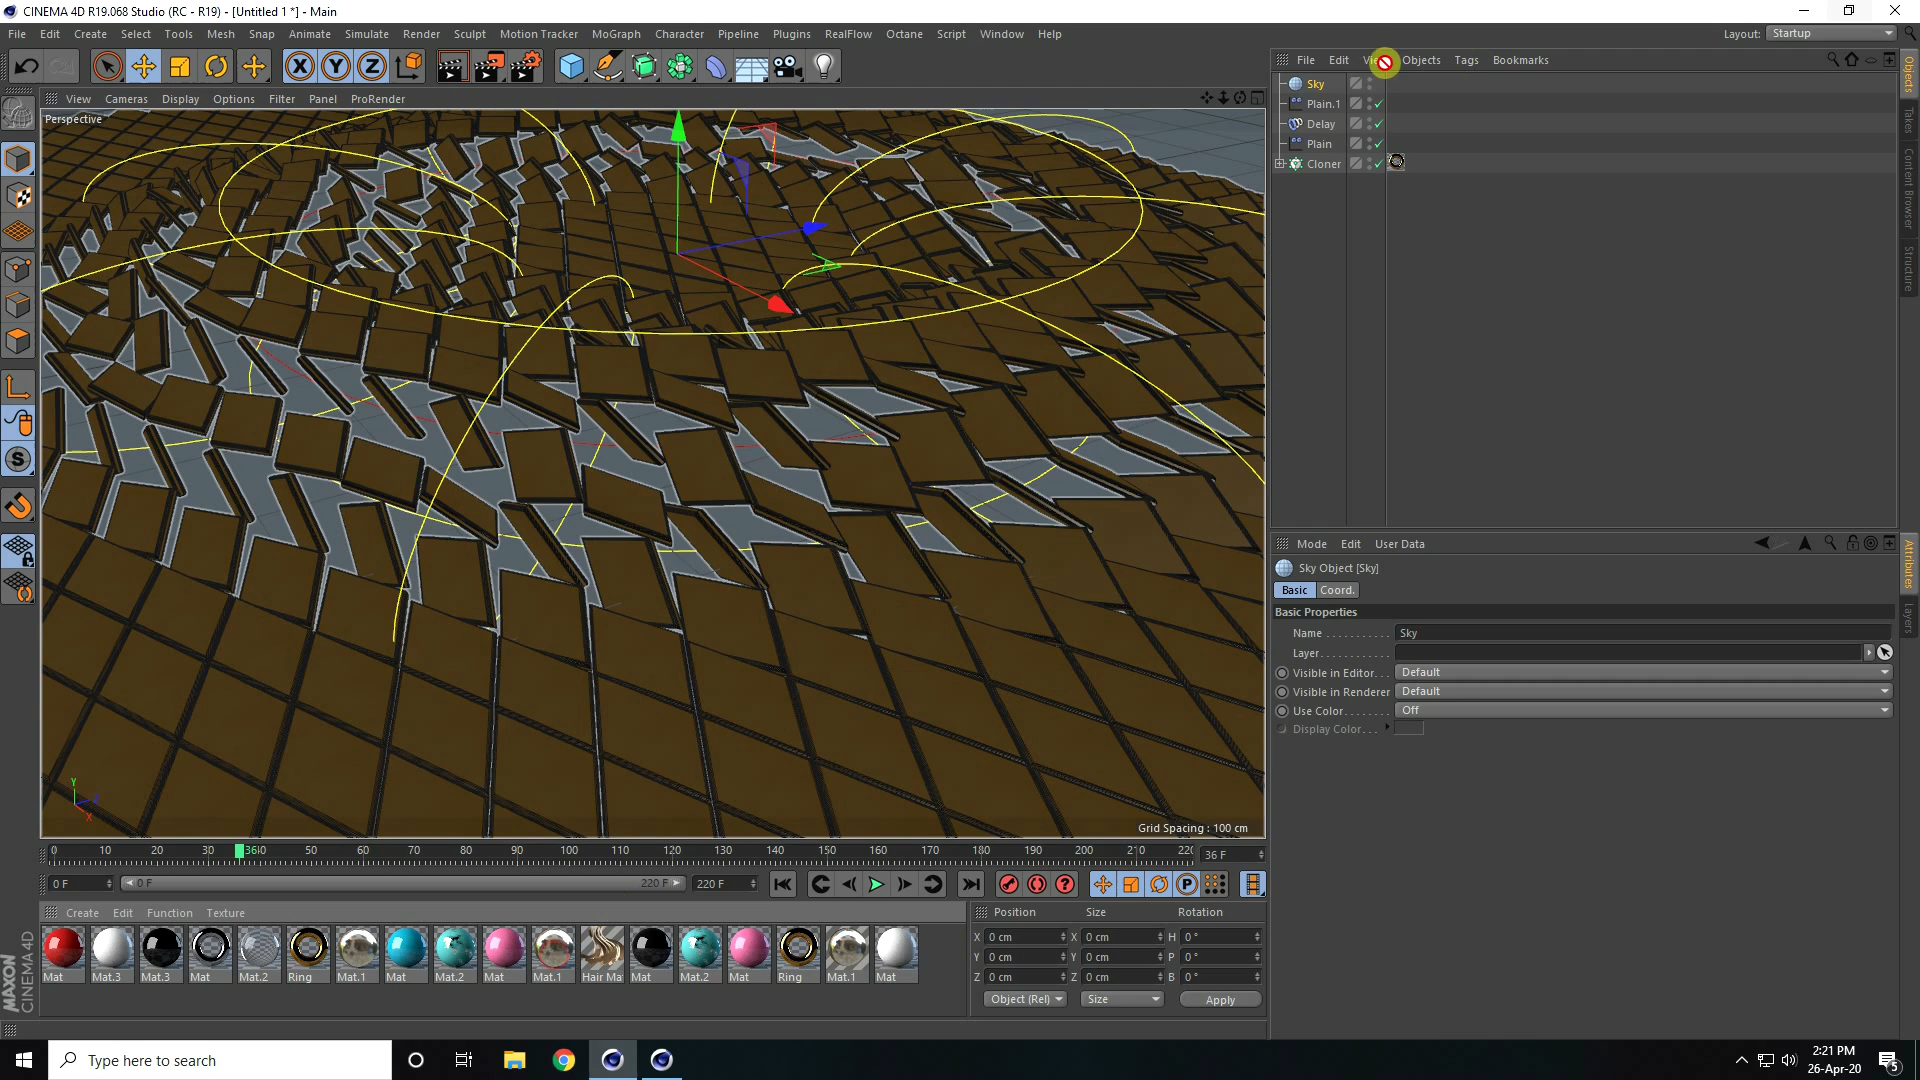 CINEMA 4D R19.068 Studio (RC - R19) - [Untitled 1 *] - Main
File Edit Create Select Tools Mesh Snap Animate Simulate Render Sculpt Motion Tracker MoGraph Character Pipeline Plugins RealFlow Octane Script Window Help
Layout: Startup
File Edit Objects Tags Bookmarks
View Cameras Display Options Filter Panel ProRender
Perspective
Sky
Plain.1
Delay
Plain
Cloner
Objects
Takes
Content Browser
Structure
Mode Edit User Data
Sky Object [Sky]
Basic Coord.
Basic Properties
Name Sky
Layer
Visible in Editor Default
Visible in Renderer Default
Use Color Off
Display Color
Attributes
Layers
Y
X
Grid Spacing : 100 cm
0 10 20 30 36 40 50 60 70 80 90 100 110 120 130 140 150 160 170 180 190 200 210 220
36 F
0 F 0 F 220 F 220 F
Create Edit Function Texture
Position Size Rotation
X 0 cm X 0 cm H 0 °
Y 0 cm Y 0 cm P 0 °
Z 0 cm Z 0 cm B 0 °
Object (Rel) Size Apply
Mat Mat.3 Mat.3 Mat Mat.2 Ring Mat.1 Mat Mat.2 Mat Mat.1 Hair Ma Mat Mat.2 Mat Ring Mat.1 Mat
MAXON
CINEMA 4D
Type here to search
2:21 PM
26-Apr-20
5